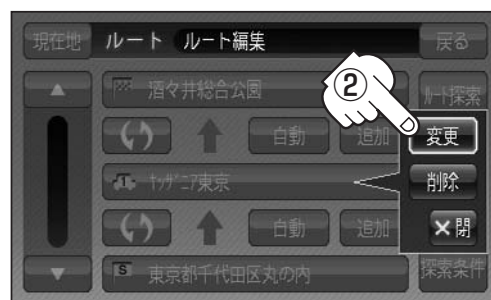 現在地 ルート ルート編集 戻る
酒々井総合公園 ルート探索
②
自動 追加 変更
1 ｾｯｻﾞﾆｱ東京 削除
自動 追加 ×閉
S 東京都千代田区丸の内 探索条件